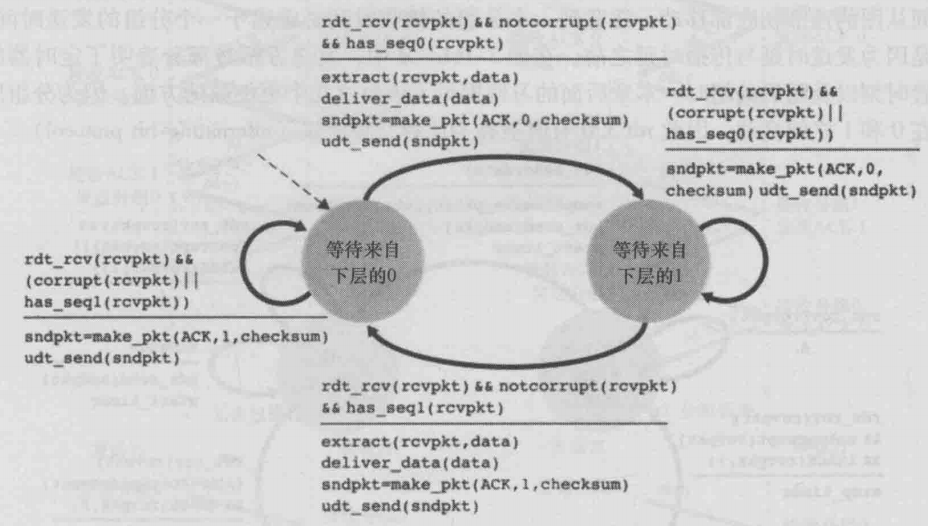 rdt_rcv(rcvpkt) && notcorrupt(rcvpkt)
&& has_seq0(rcvpkt)
extract(rcvpkt,data)
deliver_data(data)
sndpkt=make_pkt(ACK,0,checksum)
udt_send(sndpkt)
rdt_rcv(rcvpkt) &&
(corrupt(rcvpkt)||
has_seq0(rcvpkt))
sndpkt=make_pkt(ACK,0,
checksum) udt_send(sndpkt)
等待来自
下层的0
等待来自
下层的1
rdt_rcv(rcvpkt) &&
(corrupt(rcvpkt)||
has_seq1(rcvpkt))
sndpkt=make_pkt(ACK,1,checksum)
udt_send(sndpkt)
rdt_rcv(rcvpkt) && notcorrupt(rcvpkt)
&& has_seq1(rcvpkt)
extract(rcvpkt,data)
deliver_data(data)
sndpkt=make_pkt(ACK,1,checksum)
udt_send(sndpkt)